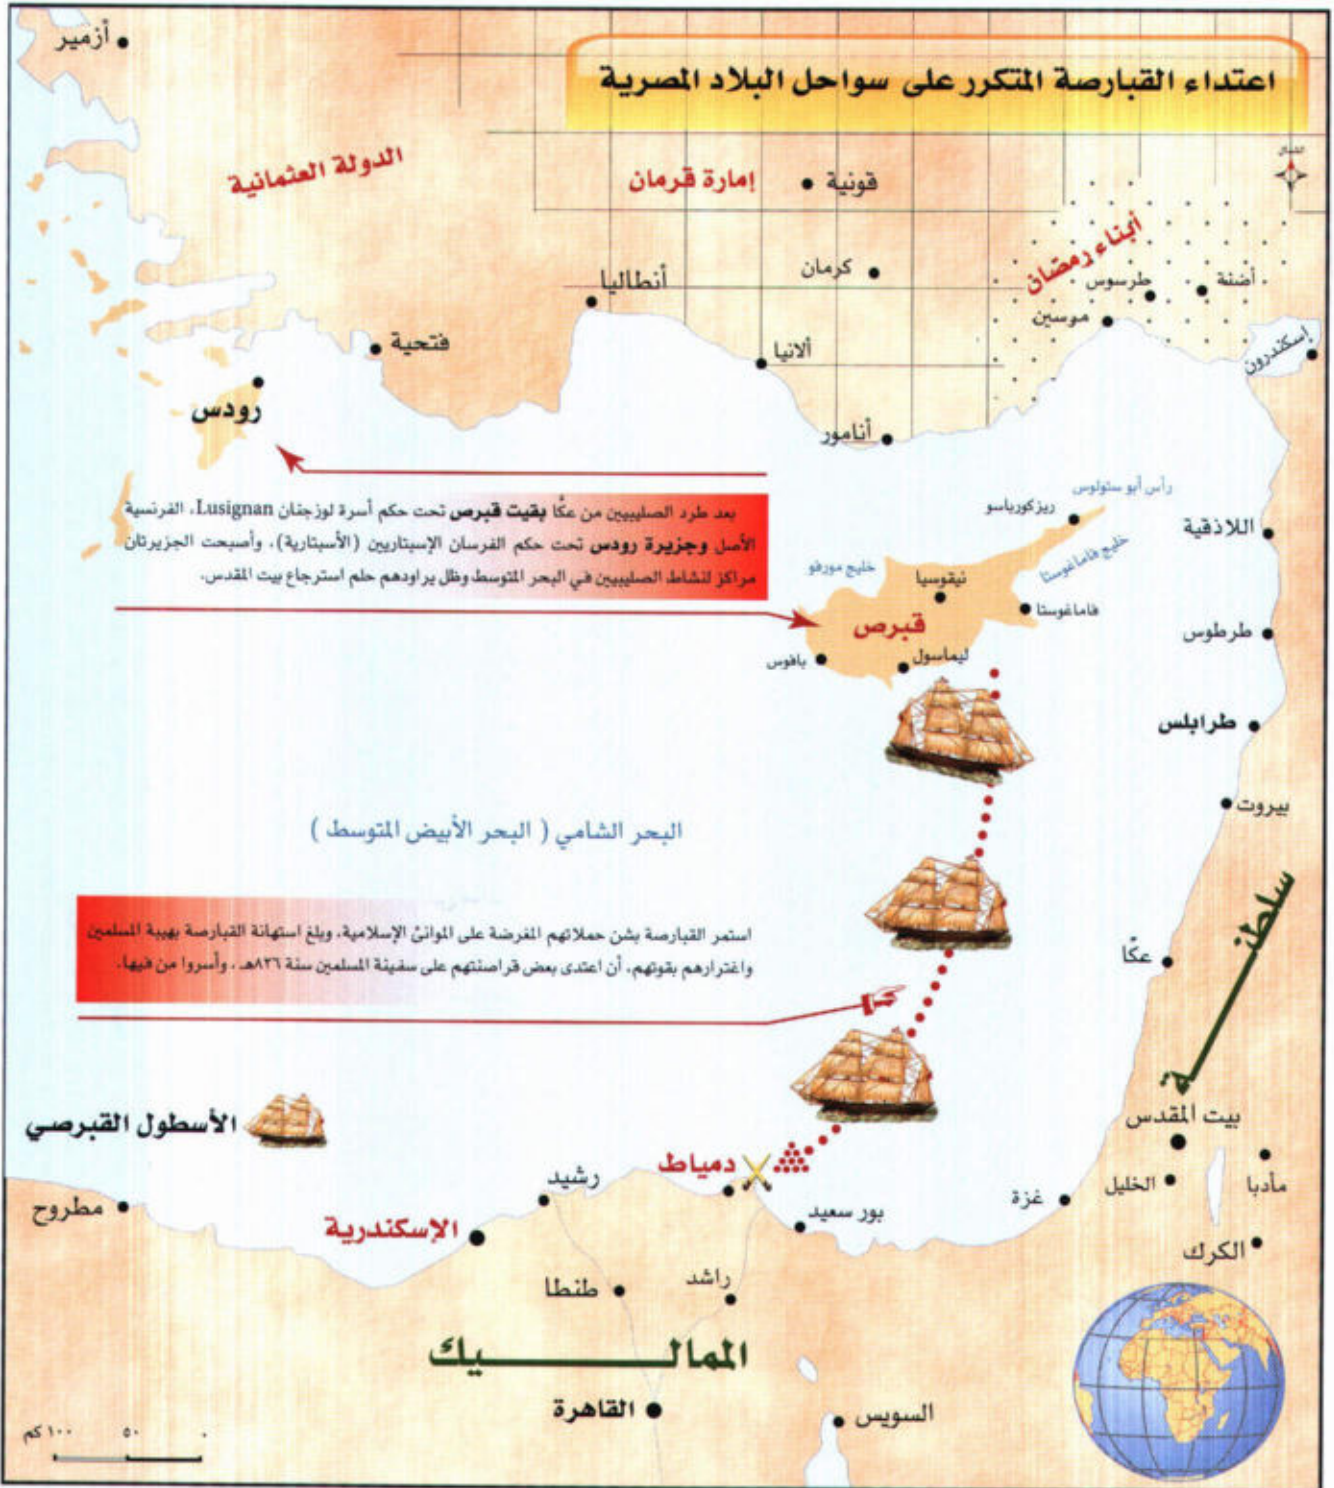 اعتداء القبارصة المتكرر على سواحل البلاد المصرية
الشمال
أزمير
الدولة العثمانية
إمارة قرمان
قونية
أبناء رمضان
كرمان
طرسوس
أضنة
أنطاليا
موسين
إسكندرون
فتحية
ألانيا
رودس
أنامور
رأس أبو ستولوس
ريزكورباسو
اللاذقية
بعد طرد الصليبيين من عكّا بقيت قبرص تحت حكم أسرة لوزجنان Lusignan، الفرنسية
الأصل وجزيرة رودس تحت حكم الفرسان الإسبتاريين (الأسبتارية)، وأصبحت الجزيرتان
مراكز لنشاط الصليبيين في البحر المتوسط وظل يراودهم حلم استرجاع بيت المقدس.
خليج مورفو
خليج فاماغوستا
نيقوسيا
فاماغوستا
قبرص
طرطوس
بافوس
ليماسول
طرابلس
بيروت
البحر الشامي ( البحر الأبيض المتوسط )
سلطنة
استمر القبارصة بشن حملاتهم المغرضة على الموانئ الإسلامية، وبلغ استهانة القبارصة بهيبة المسلمين
واغترارهم بقوتهم، أن اعتدى بعض قراصنتهم على سفينة المسلمين سنة ٨٢٦هـ، وأسروا من فيها.
عكّا
الأسطول القبرصي
بيت المقدس
دمياط
رشيد
الخليل
مأدبا
مطروح
الإسكندرية
بور سعيد
غزة
الكرك
طنطا
راشد
المماليك
القاهرة
السويس
٠ ٥٠ ١٠٠ كم